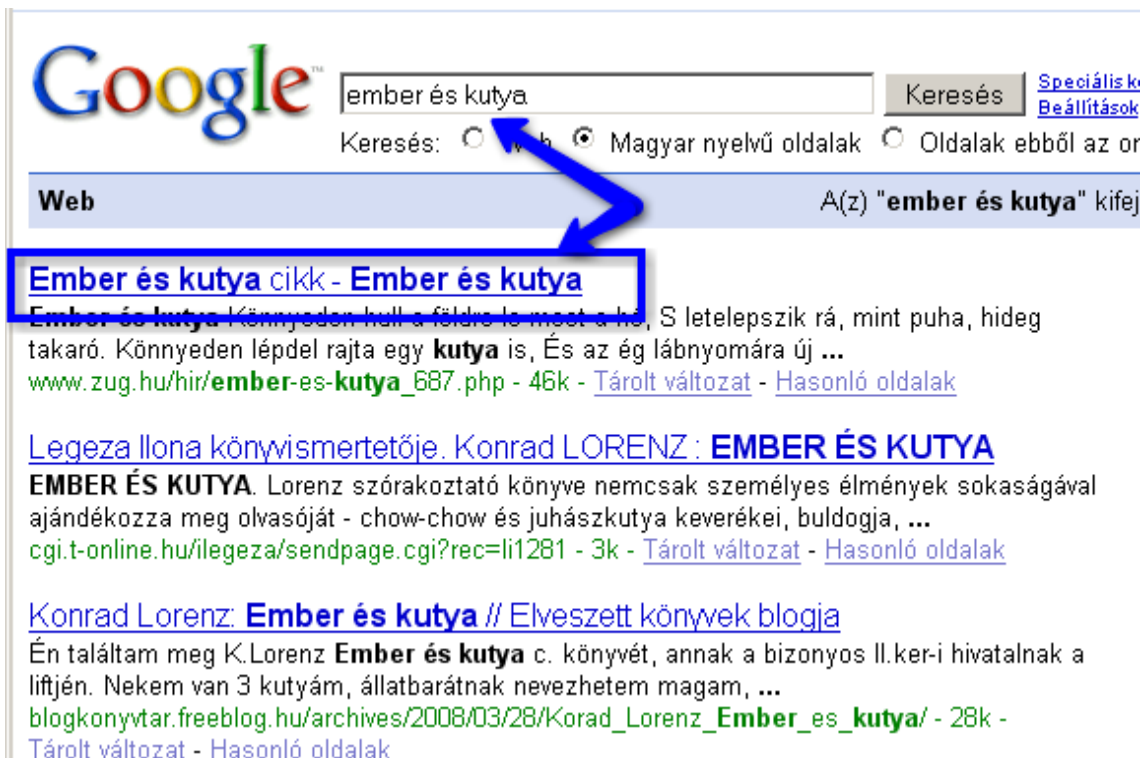 Google™
ember és kutya
Keresés
Speciális ke
Beállítások
Keresés: Web Magyar nyelvű oldalak Oldalak ebből az or
Web
A(z) "ember és kutya" kifej
Ember és kutya cikk - Ember és kutya
Ember és kutya Könnyeden hull a földre le most a hó, S letelepszik rá, mint puha, hideg
takaró. Könnyeden lépdel rajta egy kutya is, És az ég lábnyomára új ...
www.zug.hu/hir/ember-es-kutya_687.php - 46k - Tárolt változat - Hasonló oldalak
Legeza Ilona könyvismertetője. Konrad LORENZ : EMBER ÉS KUTYA
EMBER ÉS KUTYA. Lorenz szórakoztató könyve nemcsak személyes élmények sokaságával
ajándékozza meg olvasóját - chow-chow és juhászkutya keverékei, buldogja, ...
cgi.t-online.hu/ilegeza/sendpage.cgi?rec=li1281 - 3k - Tárolt változat - Hasonló oldalak
Konrad Lorenz: Ember és kutya // Elveszett könyvek blogja
Én találtam meg K.Lorenz Ember és kutya c. könyvét, annak a bizonyos II.ker-i hivatalnak a
liftjén. Nekem van 3 kutyám, állatbarátnak nevezhetem magam, ...
blogkonyvtar.freeblog.hu/archives/2008/03/28/Korad_Lorenz_Ember_es_kutya/ - 28k -
Tárolt változat - Hasonló oldalak